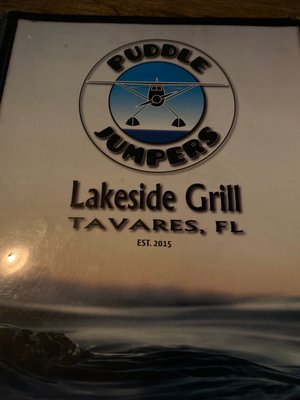 PUDDLE
JUMPERS
Lakeside Grill
TAVARES, FL
EST. 2015